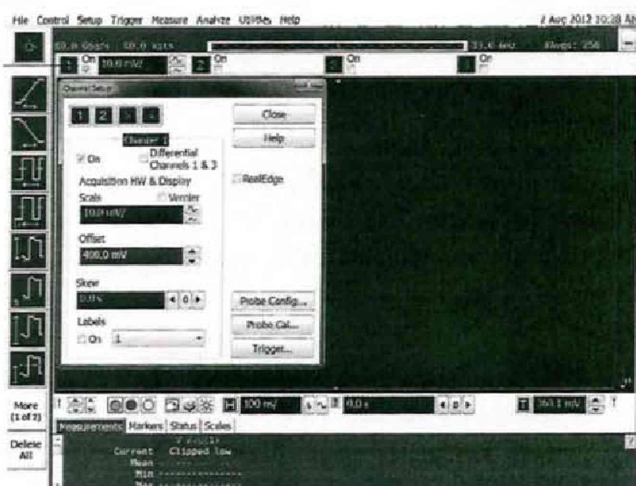 File Control Setup Trigger Measure Analyze Utilities Help 2 Aug 2012 10:28 AM
1 On 10.0 mV/ 2 On On On
Channel Setup
1 2 3 4
Close
Channel 1
Help
On
Differential
Channels 1 & 3
RealEdge
Acquisition HW & Display
Scale Vernier
10.0 mV/
Offset
400.0 mV
Skew
0.0 s 0
Probe Config...
Labels
Probe Cal...
On 1
Trigger...
More
(1 of 2)
H 0.0 s 0 T
Measurements Markers Status Scales
Delete
All
Current Clipped low
Mean
Min
Max